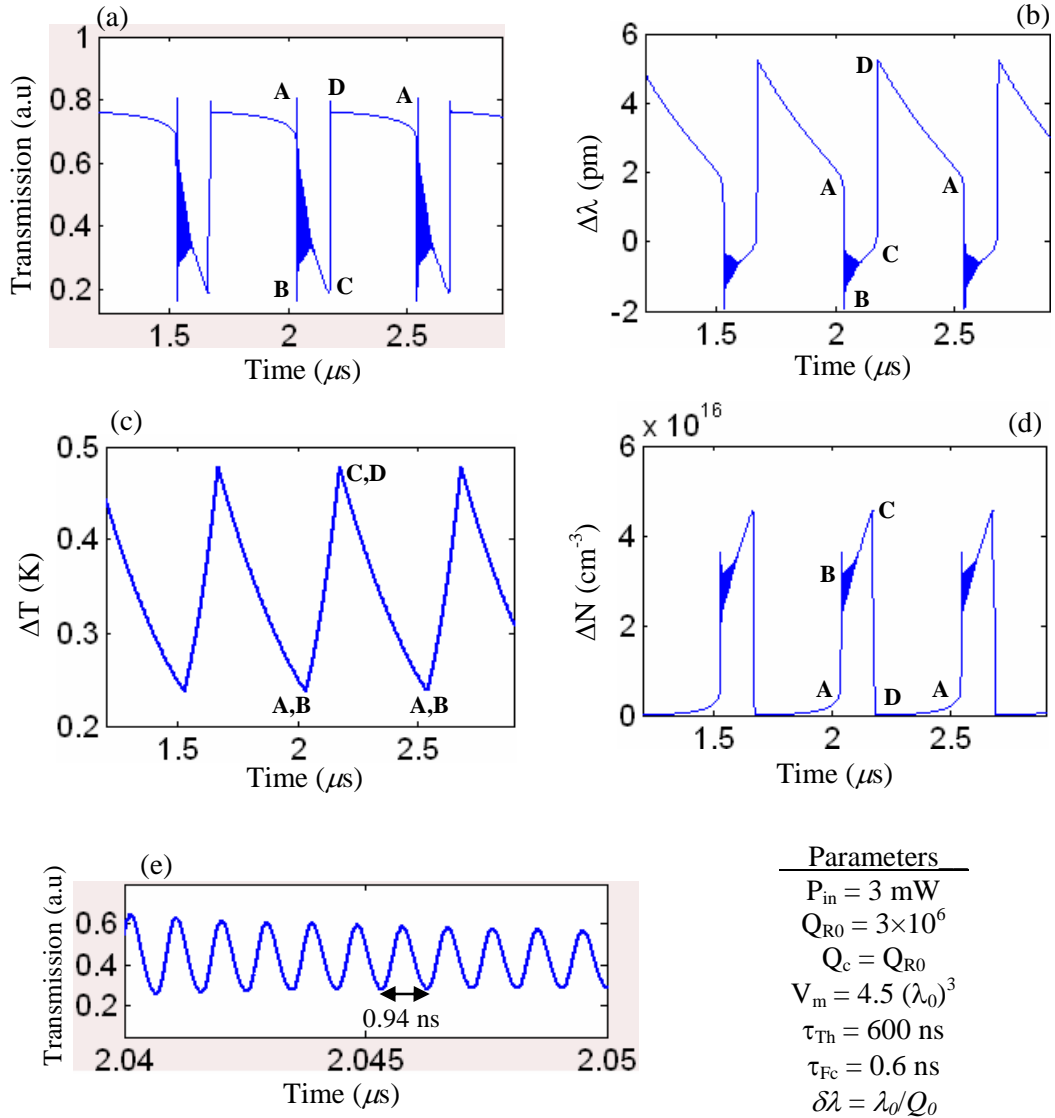 (a)
Transmission (a.u)
1
0.8
0.6
0.4
0.2
A D A
B C
1.5 2 2.5
Time (μs)
(b)
Δλ (pm)
6
4
2
0
-2
D
A A
C
B
1.5 2 2.5
Time (μs)
(c)
ΔT (K)
0.5
0.4
0.3
0.2
C,D
A,B A,B
1.5 2 2.5
Time (μs)
(d)
× 10^16
ΔN (cm^-3)
6
4
2
0
C
B
A D A
1.5 2 2.5
Time (μs)
(e)
Transmission (a.u)
0.6
0.4
0.2
0.94 ns
2.04 2.045 2.05
Time (μs)
Parameters
P_in = 3 mW
Q_R0 = 3×10^6
Q_c = Q_R0
V_m = 4.5 (λ_0)^3
τ_Th = 600 ns
τ_Fc = 0.6 ns
δλ = λ_0/Q_0